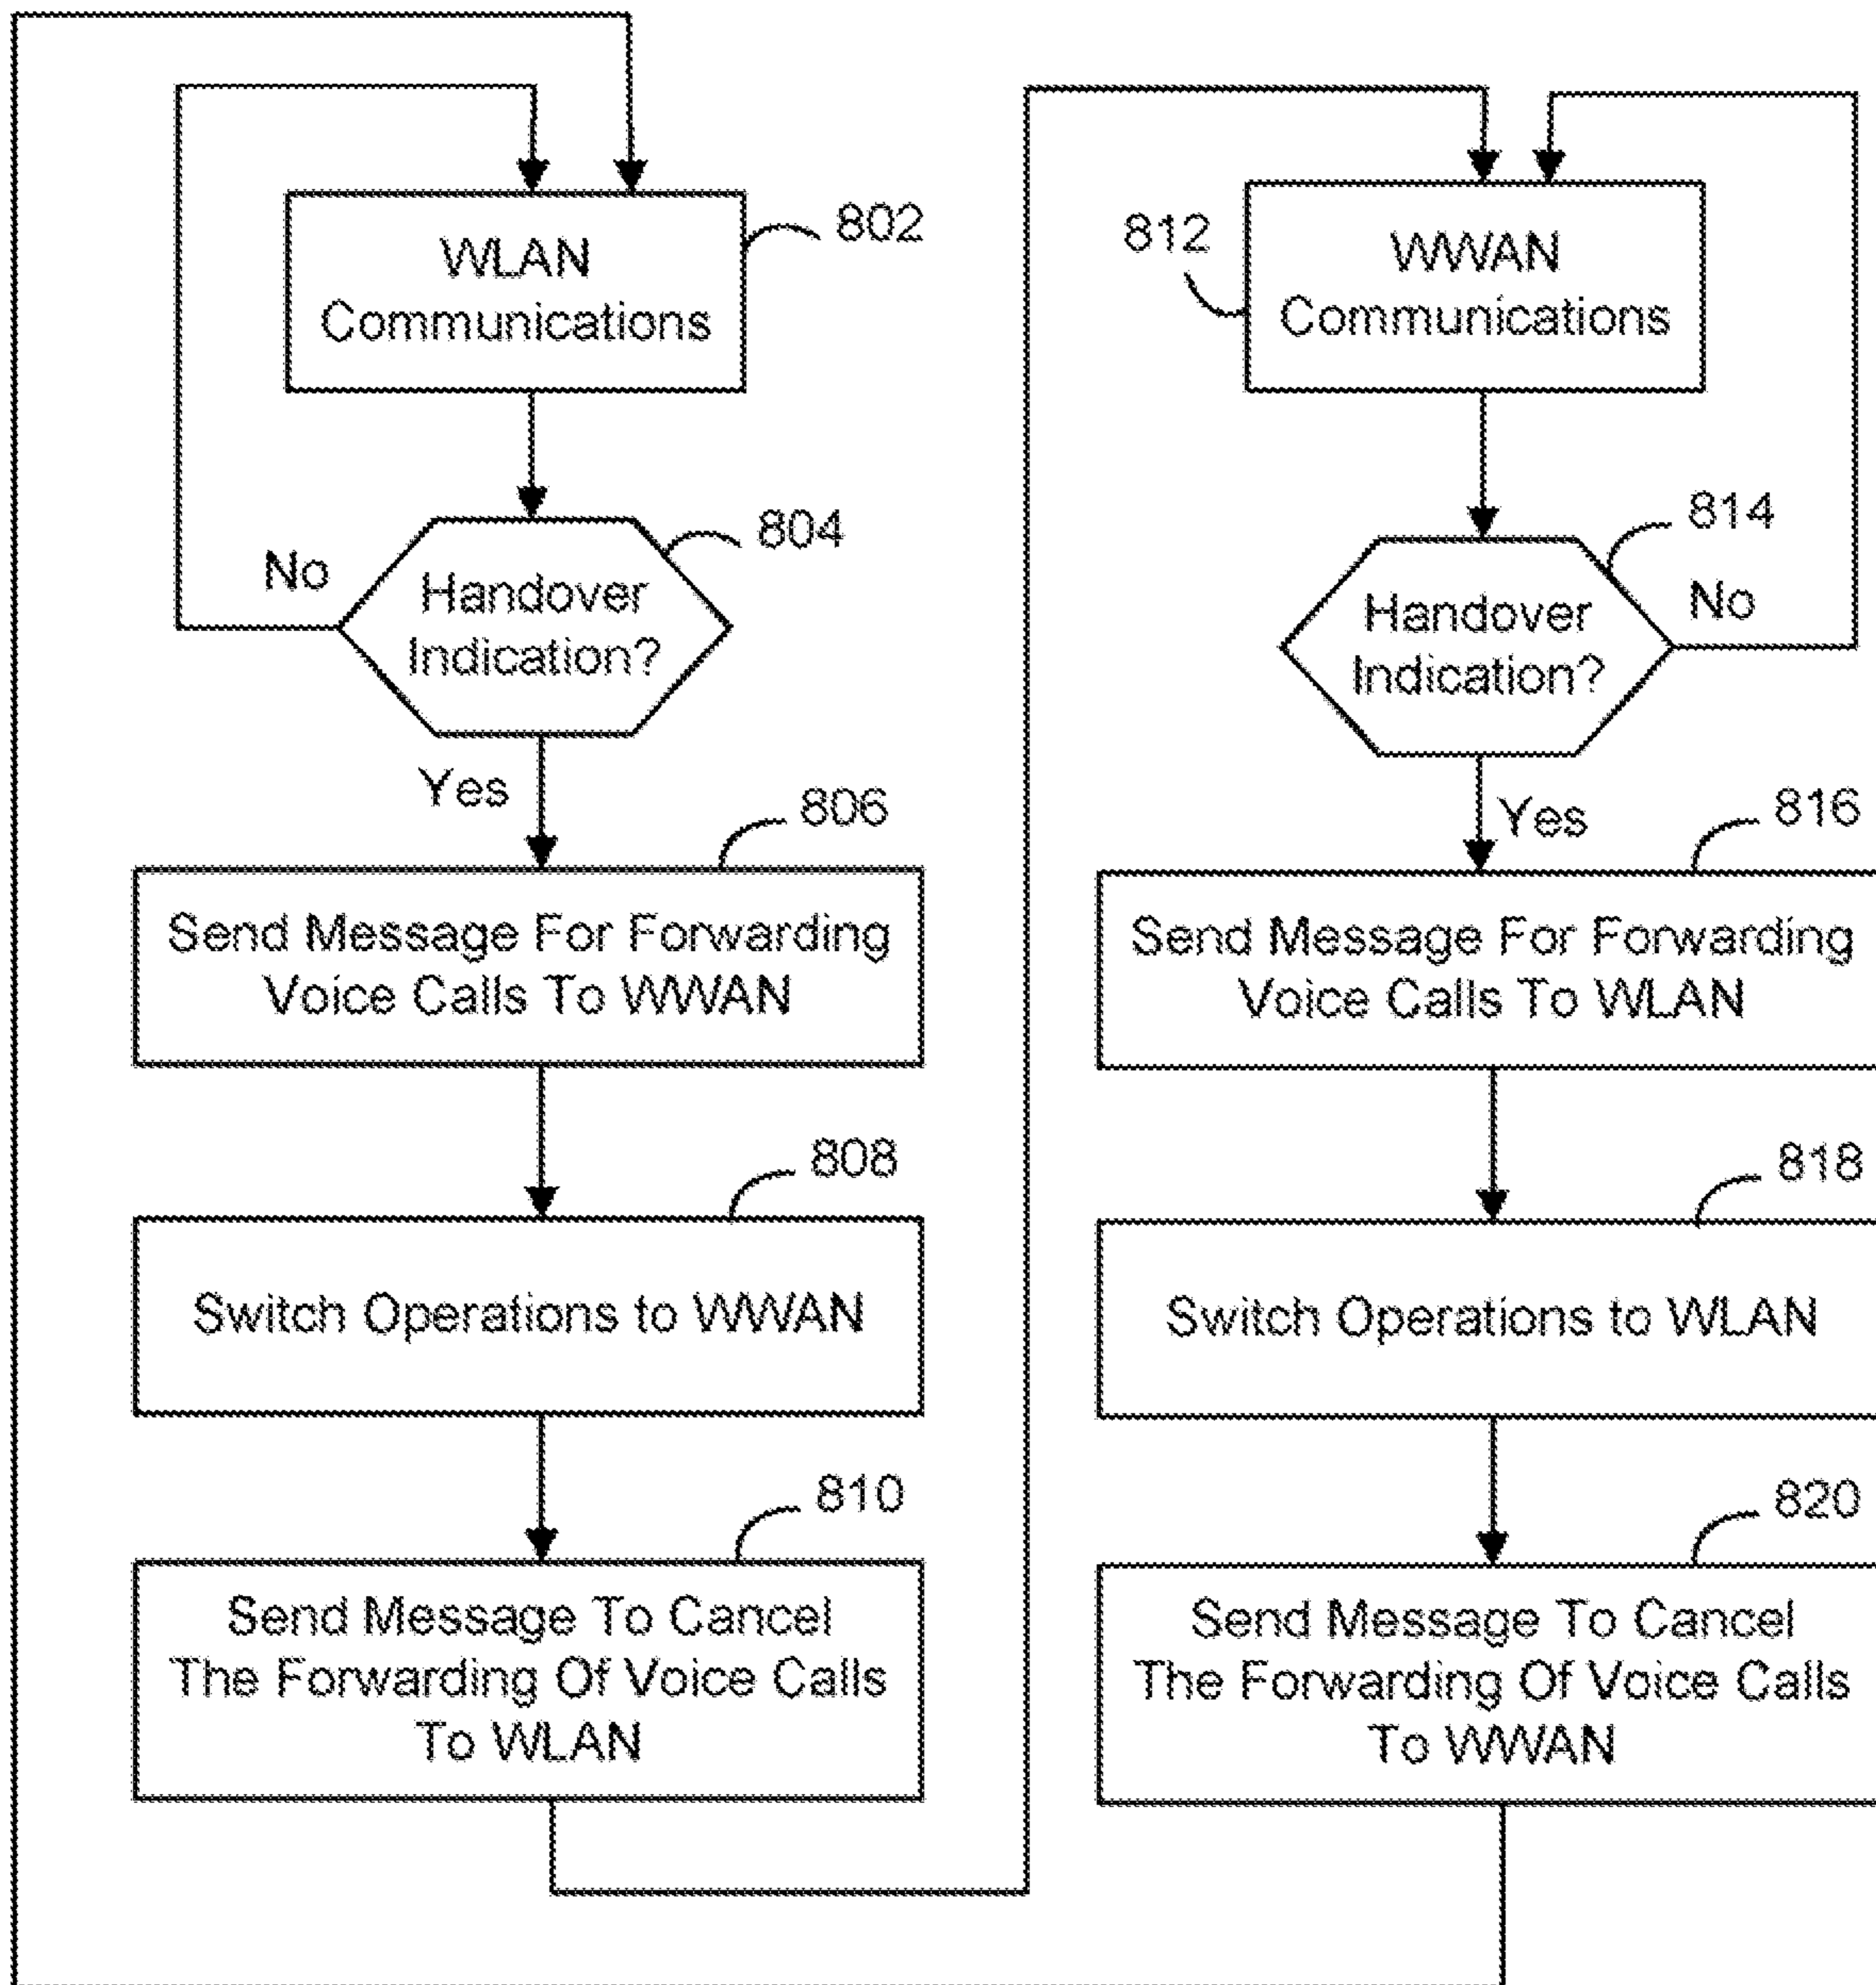 WLAN
Communications
802
804
No
Handover
Indication?
Yes
806
Send Message For Forwarding
Voice Calls To WWAN
808
Switch Operations to WWAN
810
Send Message To Cancel
The Forwarding Of Voice Calls
To WLAN
812
WWAN
Communications
814
No
Handover
Indication?
Yes
816
Send Message For Forwarding
Voice Calls To WLAN
818
Switch Operations to WLAN
820
Send Message To Cancel
The Forwarding Of Voice Calls
To WWAN